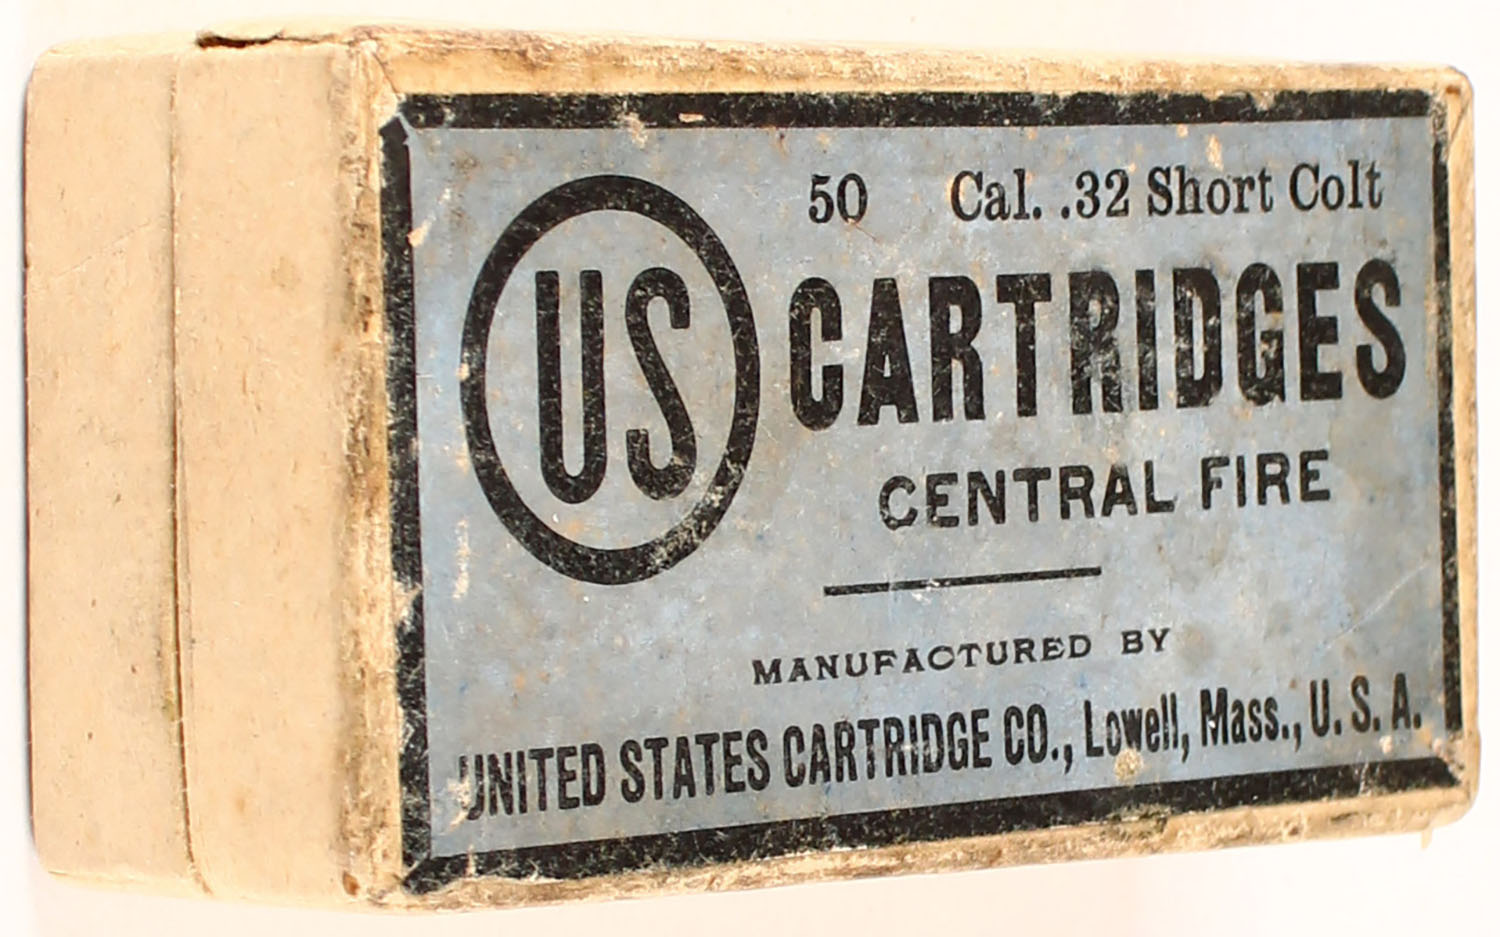 US
50 Cal. .32 Short Colt
CARTRIDGES
CENTRAL FIRE
MANUFACTURED BY
UNITED STATES CARTRIDGE CO., Lowell, Mass., U. S. A.